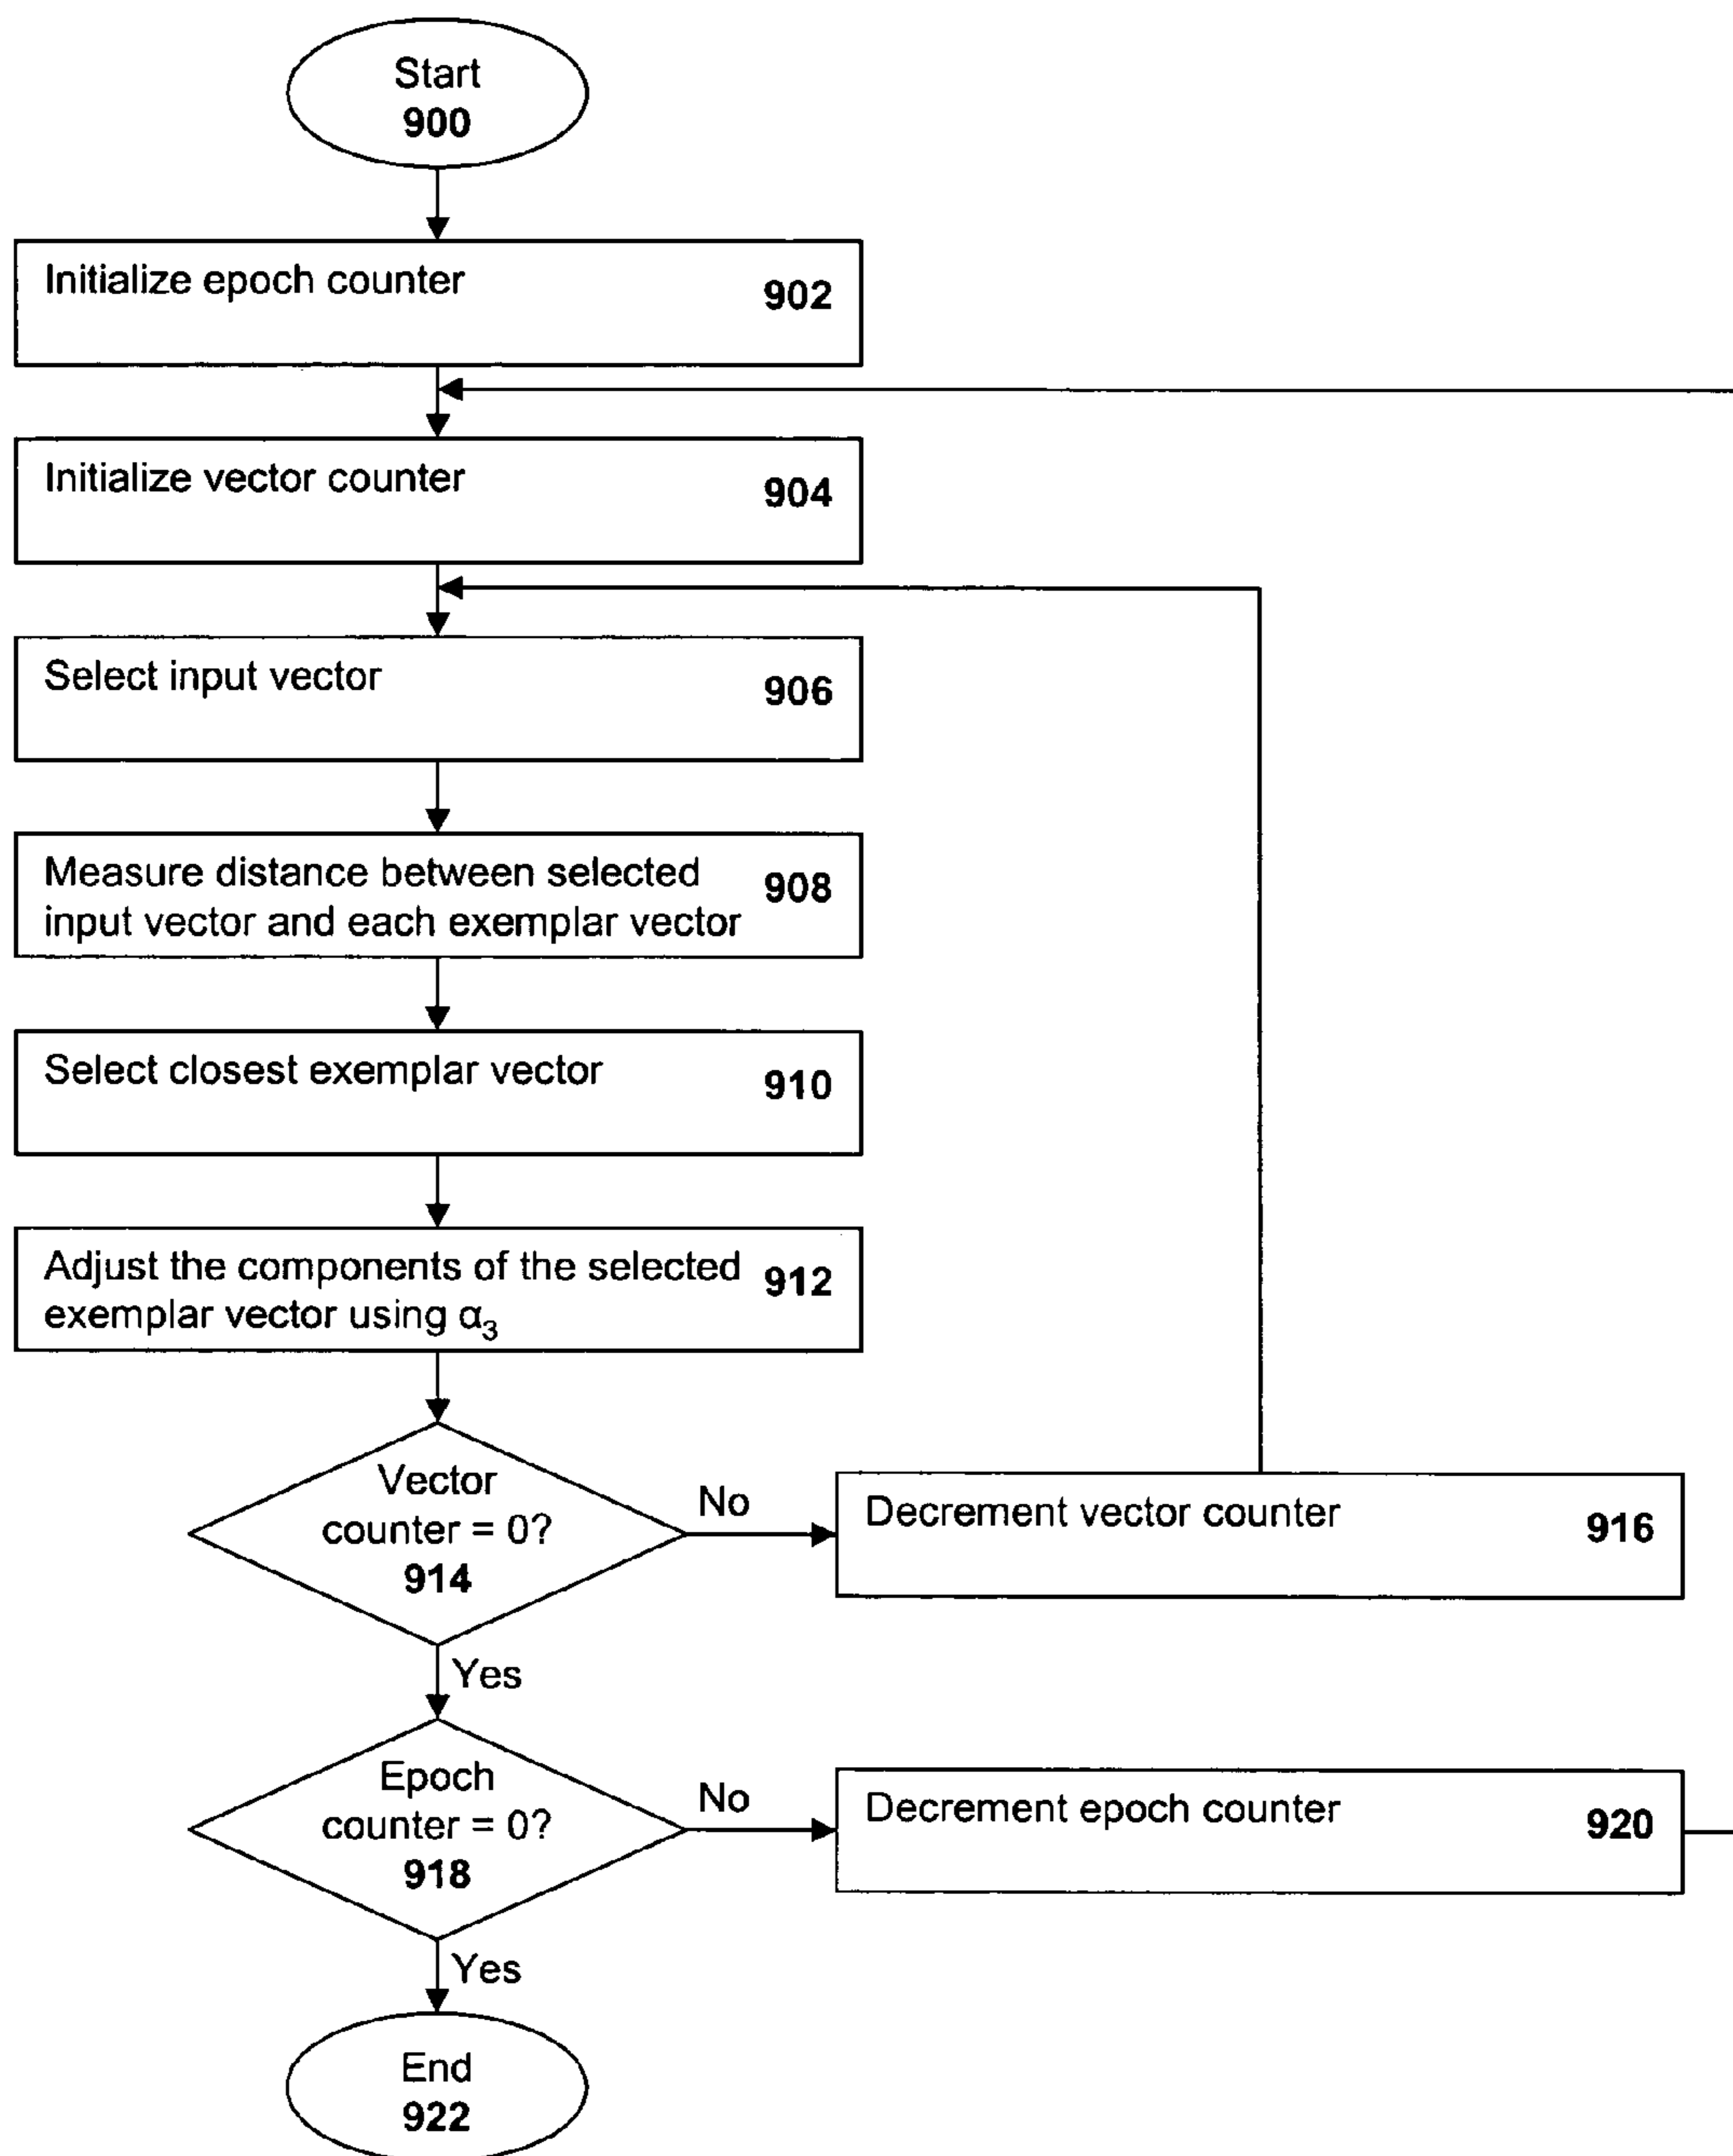 Start
900
Initialize epoch counter
902
Initialize vector counter
904
Select input vector
906
Measure distance between selected
input vector and each exemplar vector
908
Select closest exemplar vector
910
Adjust the components of the selected
exemplar vector using α₃
912
Vector
counter = 0?
914
No
Decrement vector counter
916
Yes
Epoch
counter = 0?
918
No
Decrement epoch counter
920
Yes
End
922